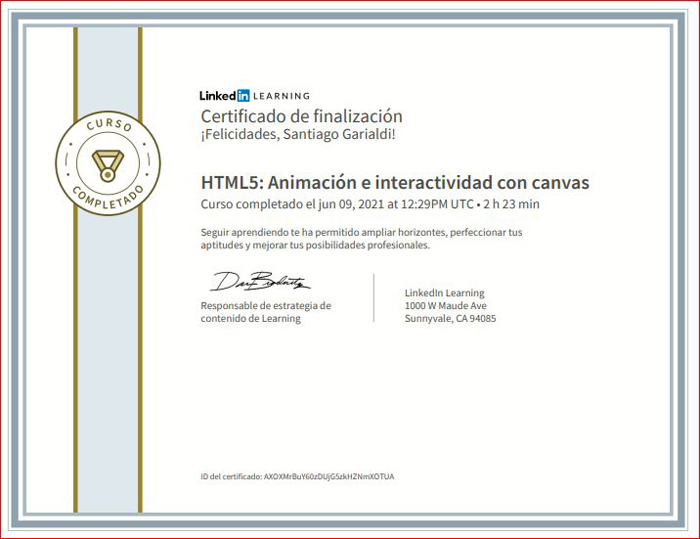 LinkedIn LEARNING
Certificado de finalización
¡Felicidades, Santiago Garialdi!
CURSO
COMPLETADO
HTML5: Animación e interactividad con canvas
Curso completado el jun 09, 2021 at 12:29PM UTC • 2 h 23 min
Seguir aprendiendo te ha permitido ampliar horizontes, perfeccionar tus
aptitudes y mejorar tus posibilidades profesionales.
Responsable de estrategia de
contenido de Learning
LinkedIn Learning
1000 W Maude Ave
Sunnyvale, CA 94085
ID del certificado: AXOXMrBuY60zDUjG5zkHZNmXOTUA